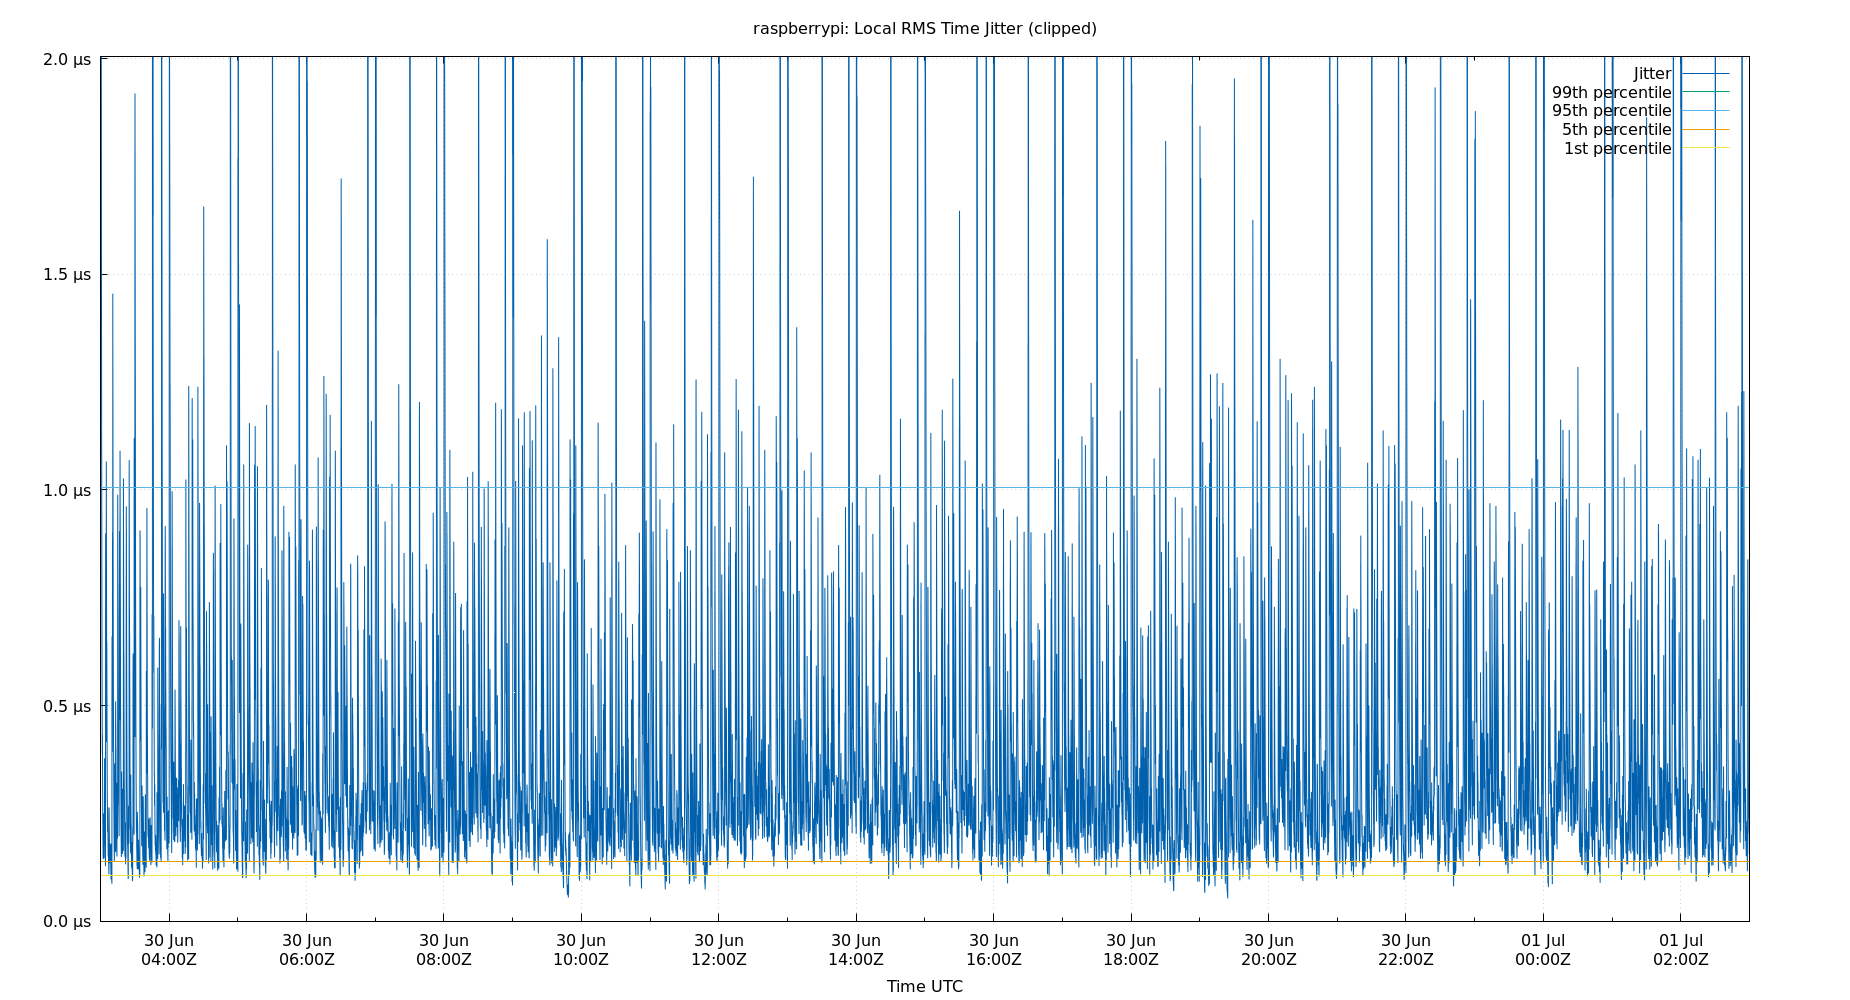 raspberrypi: Local RMS Time Jitter (clipped)
2.0 µs
1.5 µs
1.0 µs
0.5 µs
0.0 µs
Jitter
99th percentile
95th percentile
5th percentile
1st percentile
30 Jun 30 Jun 30 Jun 30 Jun 30 Jun 30 Jun 30 Jun 30 Jun 30 Jun 30 Jun 01 Jul 01 Jul
04:00Z 06:00Z 08:00Z 10:00Z 12:00Z 14:00Z 16:00Z 18:00Z 20:00Z 22:00Z 00:00Z 02:00Z
Time UTC